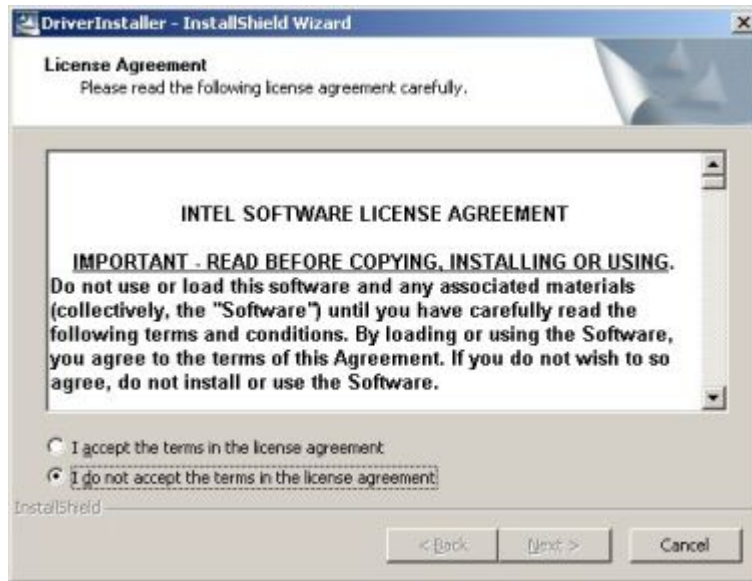 DriverInstaller - InstallShield Wizard
License Agreement
Please read the following license agreement carefully.
INTEL SOFTWARE LICENSE AGREEMENT
IMPORTANT - READ BEFORE COPYING, INSTALLING OR USING.
Do not use or load this software and any associated materials
(collectively, the "Software") until you have carefully read the
following terms and conditions. By loading or using the Software,
you agree to the terms of this Agreement. If you do not wish to so
agree, do not install or use the Software.
I accept the terms in the license agreement
I do not accept the terms in the license agreement
InstallShield
< Back Next > Cancel